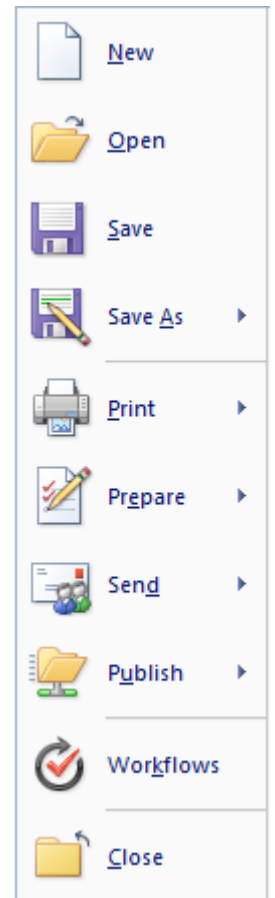 New
Open
Save
Save As
Print
Prepare
Send
Publish
Workflows
Close